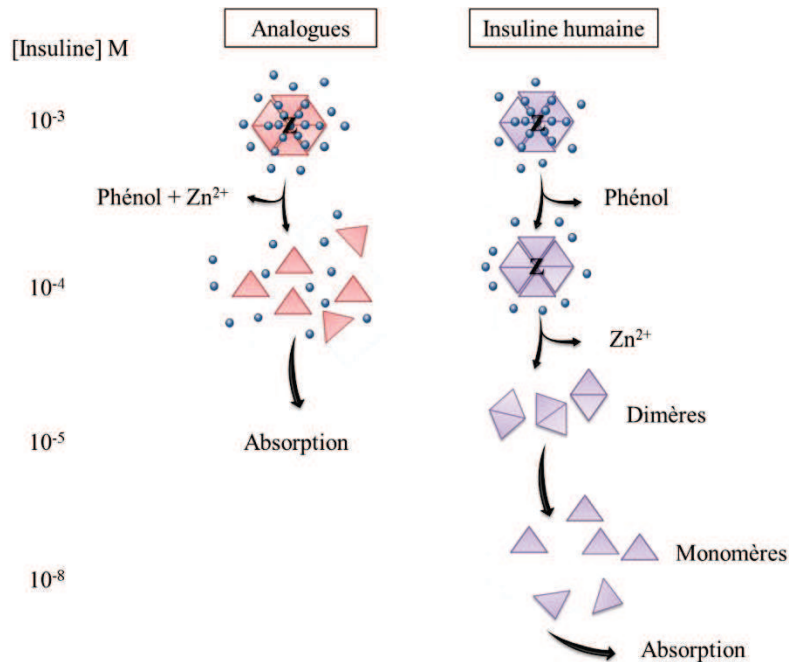 Analogues
Insuline humaine
[Insuline] M
10⁻³
Z
Z
Phénol + Zn²⁺
Phénol
10⁻⁴
Z
Zn²⁺
Dimères
10⁻⁵
Absorption
Monomères
10⁻⁸
Absorption